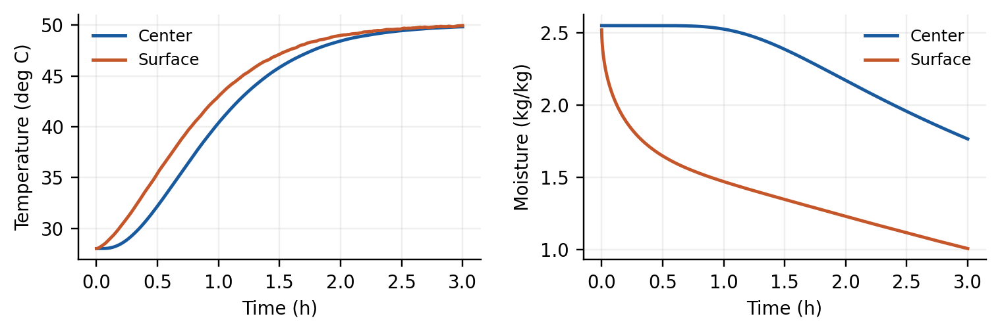 Temperature (deg C)
50
45
40
35
30
Center
Surface
0.0 0.5 1.0 1.5 2.0 2.5 3.0
Time (h)
Moisture (kg/kg)
2.5
2.0
1.5
1.0
Center
Surface
0.0 0.5 1.0 1.5 2.0 2.5 3.0
Time (h)